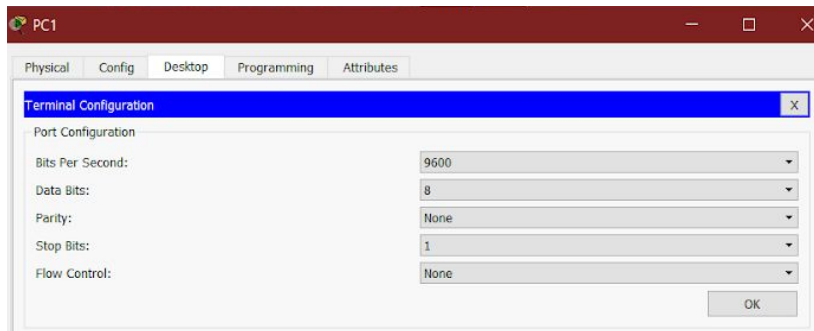 PC1
Physical Config Desktop Programming Attributes
Terminal Configuration X
Port Configuration
Bits Per Second: 9600
Data Bits: 8
Parity: None
Stop Bits: 1
Flow Control: None
OK